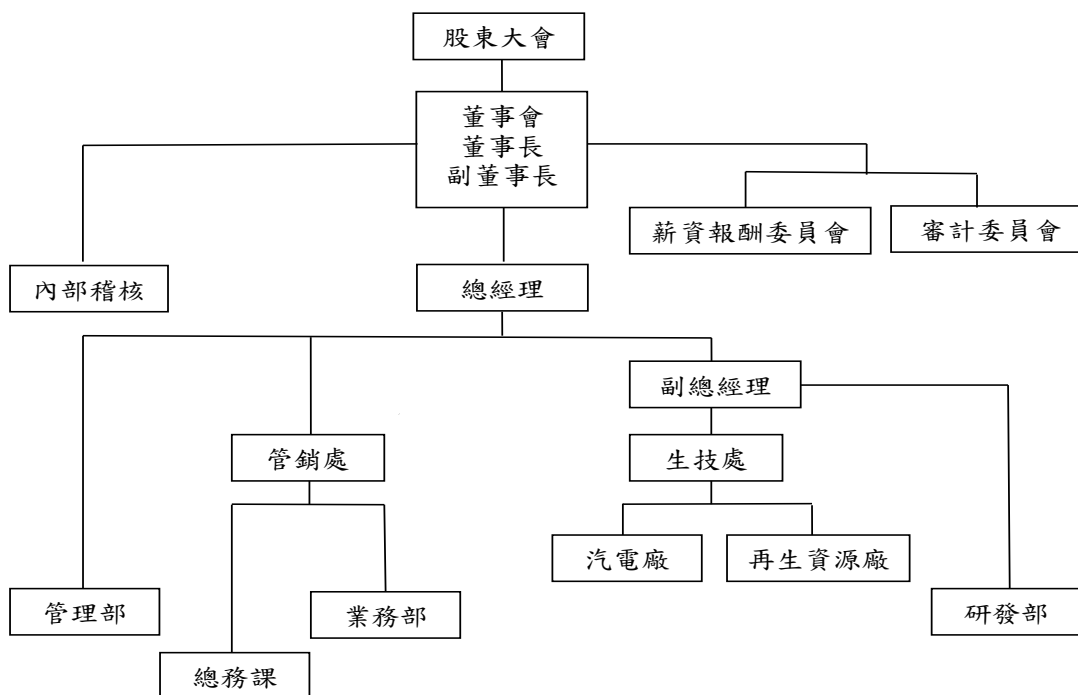 股東大會
董事會
董事長
副董事長
薪資報酬委員會
審計委員會
內部稽核
總經理
副總經理
管銷處
生技處
汽電廠
再生資源廠
管理部
業務部
研發部
總務課